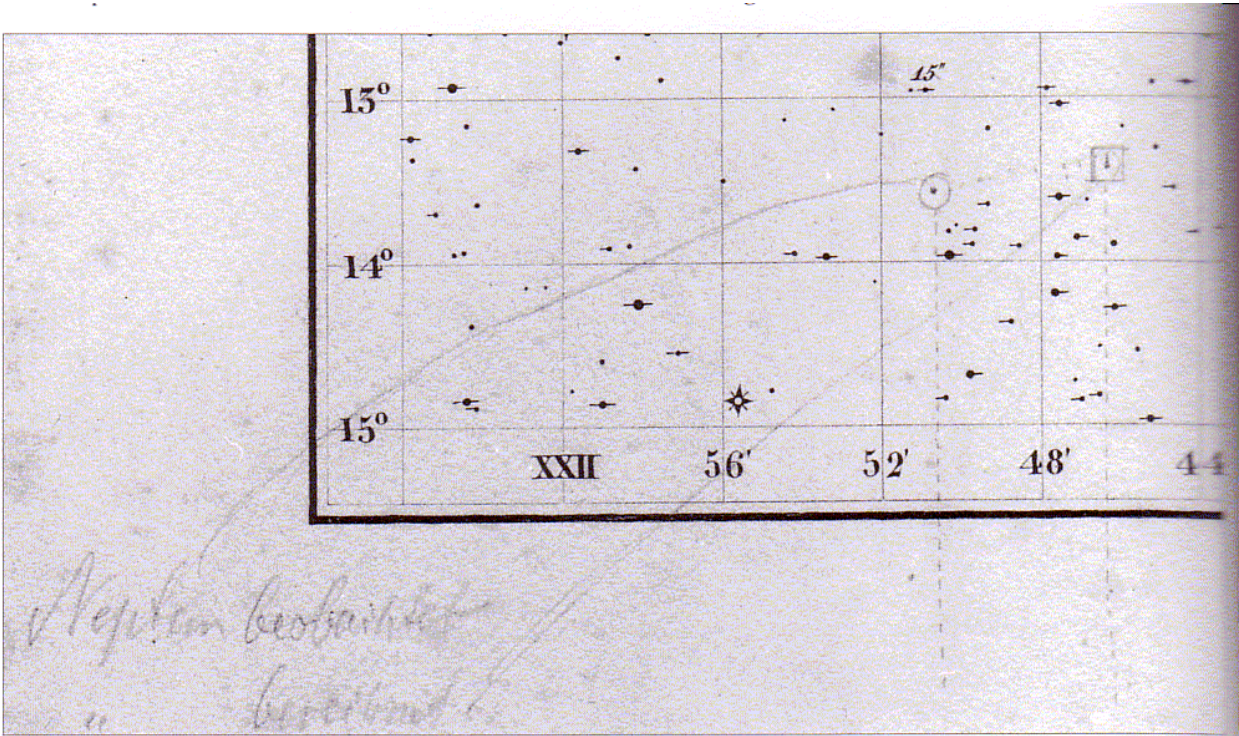 15"
13°
14°
15°
XXII 56' 52' 48' 44
Neptun beobachtet
" berechnet